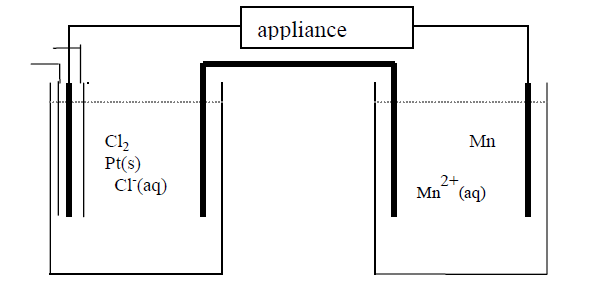 appliance
Cl₂
Pt(s)
Cl⁻(aq)
Mn
Mn²⁺(aq)